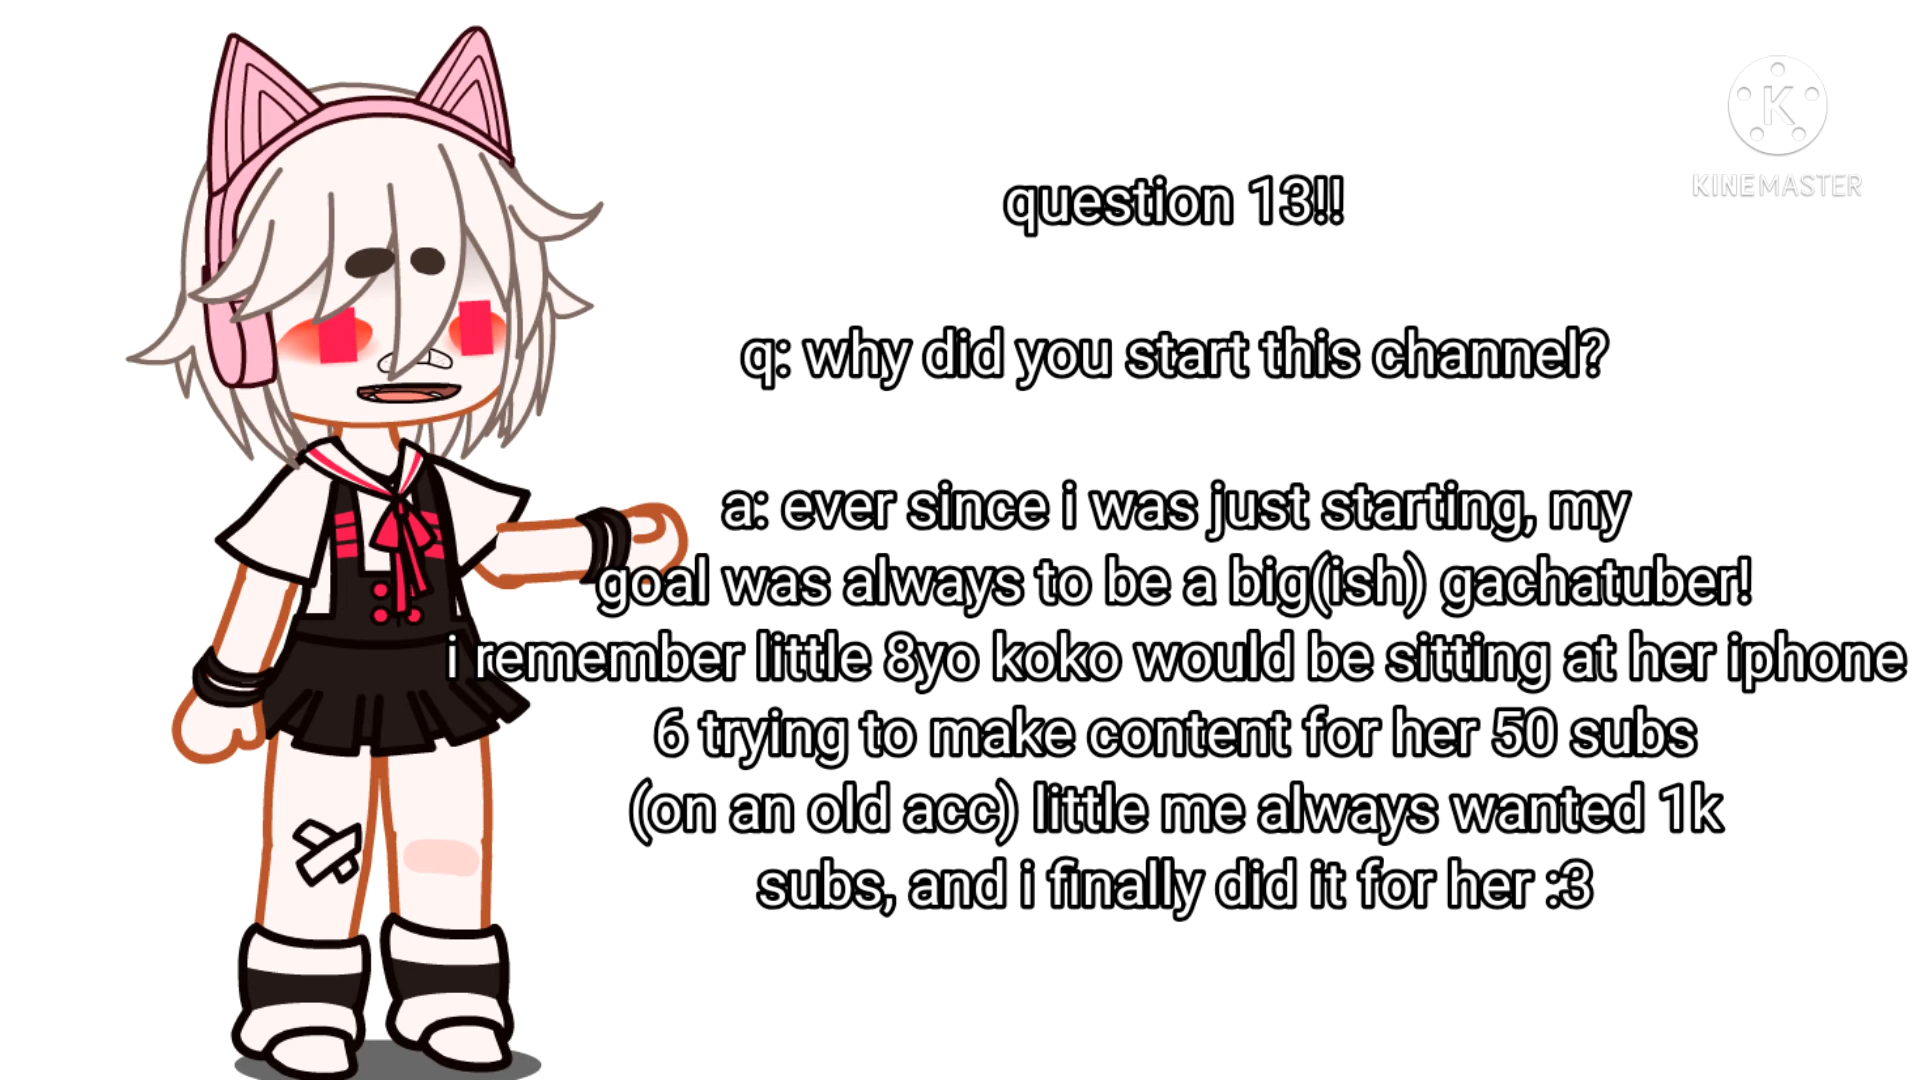 K
KINEMASTER
question 13!!
q: why did you start this channel?
a: ever since i was just starting, my
goal was always to be a big(ish) gachatuber!
i remember little 8yo koko would be sitting at her iphone
6 trying to make content for her 50 subs
(on an old acc) little me always wanted 1k
subs, and i finally did it for her :3